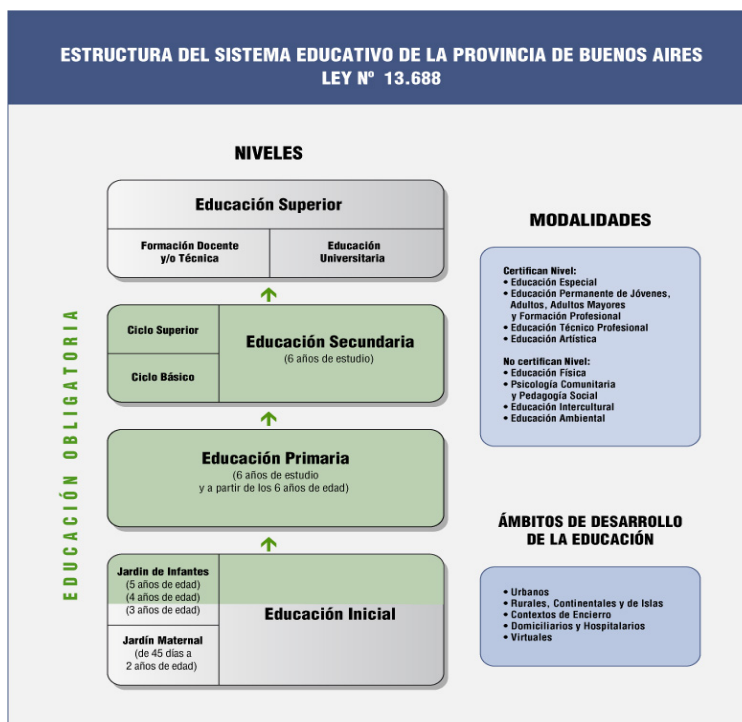 ESTRUCTURA DEL SISTEMA EDUCATIVO DE LA PROVINCIA DE BUENOS AIRES
LEY Nº 13.688
NIVELES
Educación Superior
Formación Docente
y/o Técnica
Educación
Universitaria
Ciclo Superior
Ciclo Básico
Educación Secundaria
(6 años de estudio)
Educación Primaria
(6 años de estudio
y a partir de los 6 años de edad)
Jardin de Infantes
(5 años de edad)
(4 años de edad)
(3 años de edad)
Jardín Maternal
(de 45 días a
2 años de edad)
Educación Inicial
EDUCACIÓN OBLIGATORIA
MODALIDADES
Certifican Nivel:
• Educación Especial
• Educación Permanente de Jóvenes,
Adultos, Adultos Mayores
y Formación Profesional
• Educación Técnico Profesional
• Educación Artística
No certifican Nivel:
• Educación Física
• Psicología Comunitaria
y Pedagogía Social
• Educación Intercultural
• Educación Ambiental
ÁMBITOS DE DESARROLLO
DE LA EDUCACIÓN
• Urbanos
• Rurales, Continentales y de Islas
• Contextos de Encierro
• Domiciliarios y Hospitalarios
• Virtuales